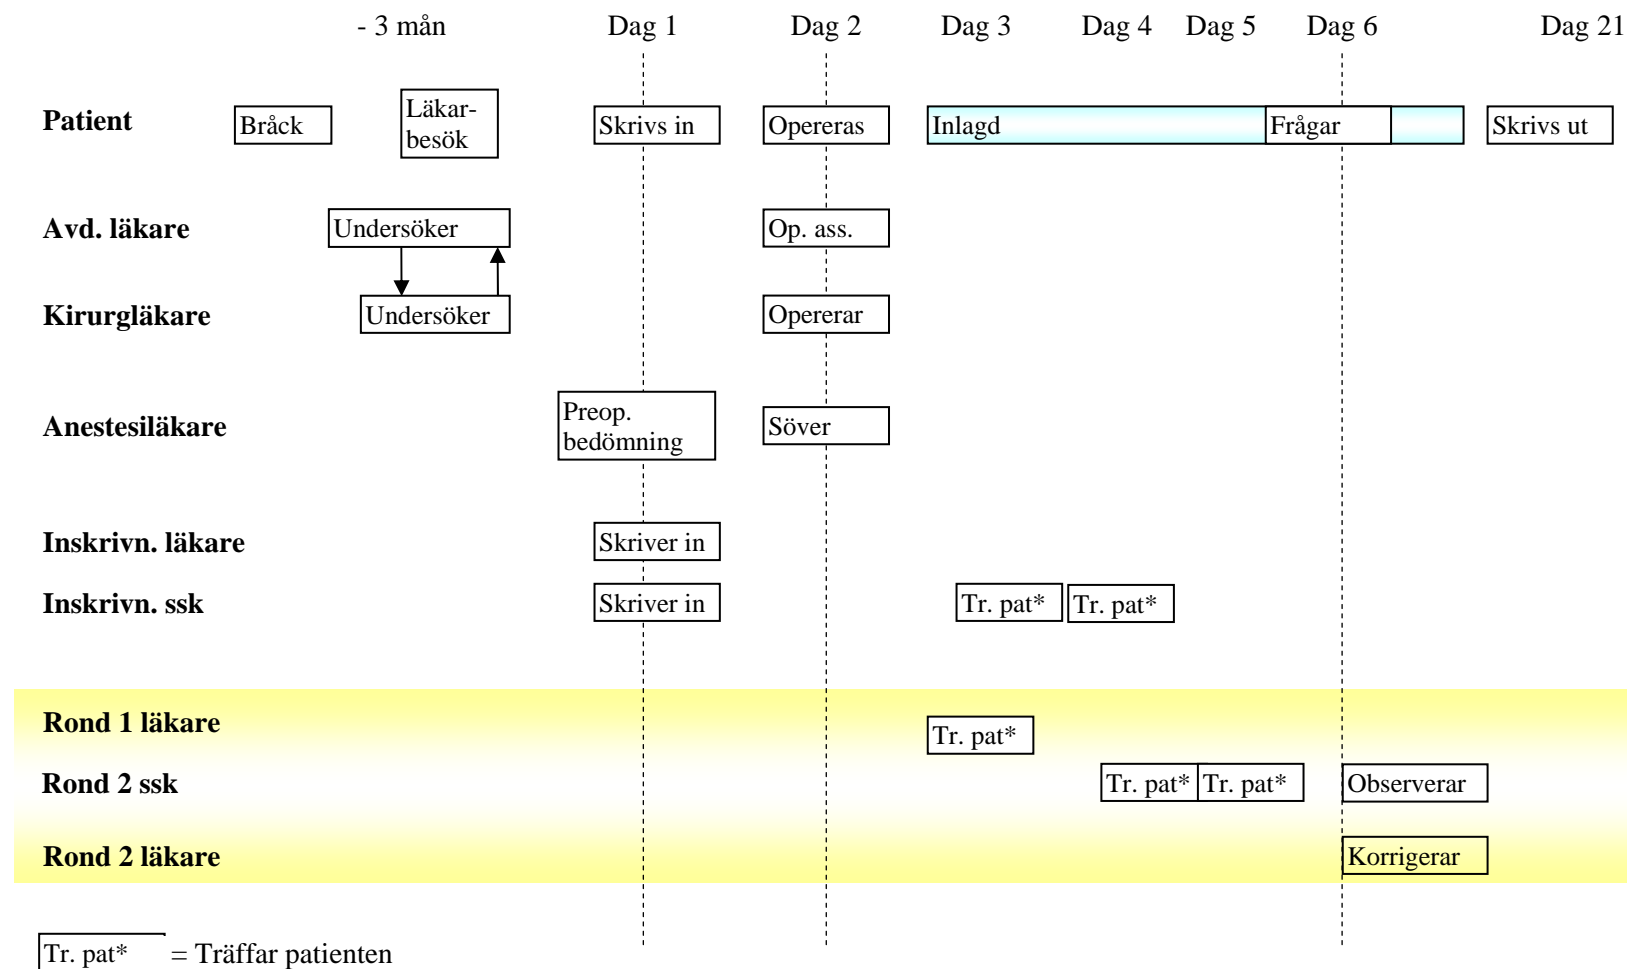 - 3 mån Dag 1 Dag 2 Dag 3 Dag 4 Dag 5 Dag 6 Dag 21
Patient Bråck Läkar- Skrivs in Opereras Inlagd Frågar Skrivs ut
besök
Avd. läkare Undersöker Op. ass.
Kirurgläkare Undersöker Opererar
Anestesiläkare Preop. Söver
bedömning
Inskrivn. läkare Skriver in
Inskrivn. ssk Skriver in Tr. pat* Tr. pat*
Rond 1 läkare Tr. pat*
Rond 2 ssk Tr. pat* Tr. pat* Observerar
Rond 2 läkare Korrigerar
Tr. pat* = Träffar patienten